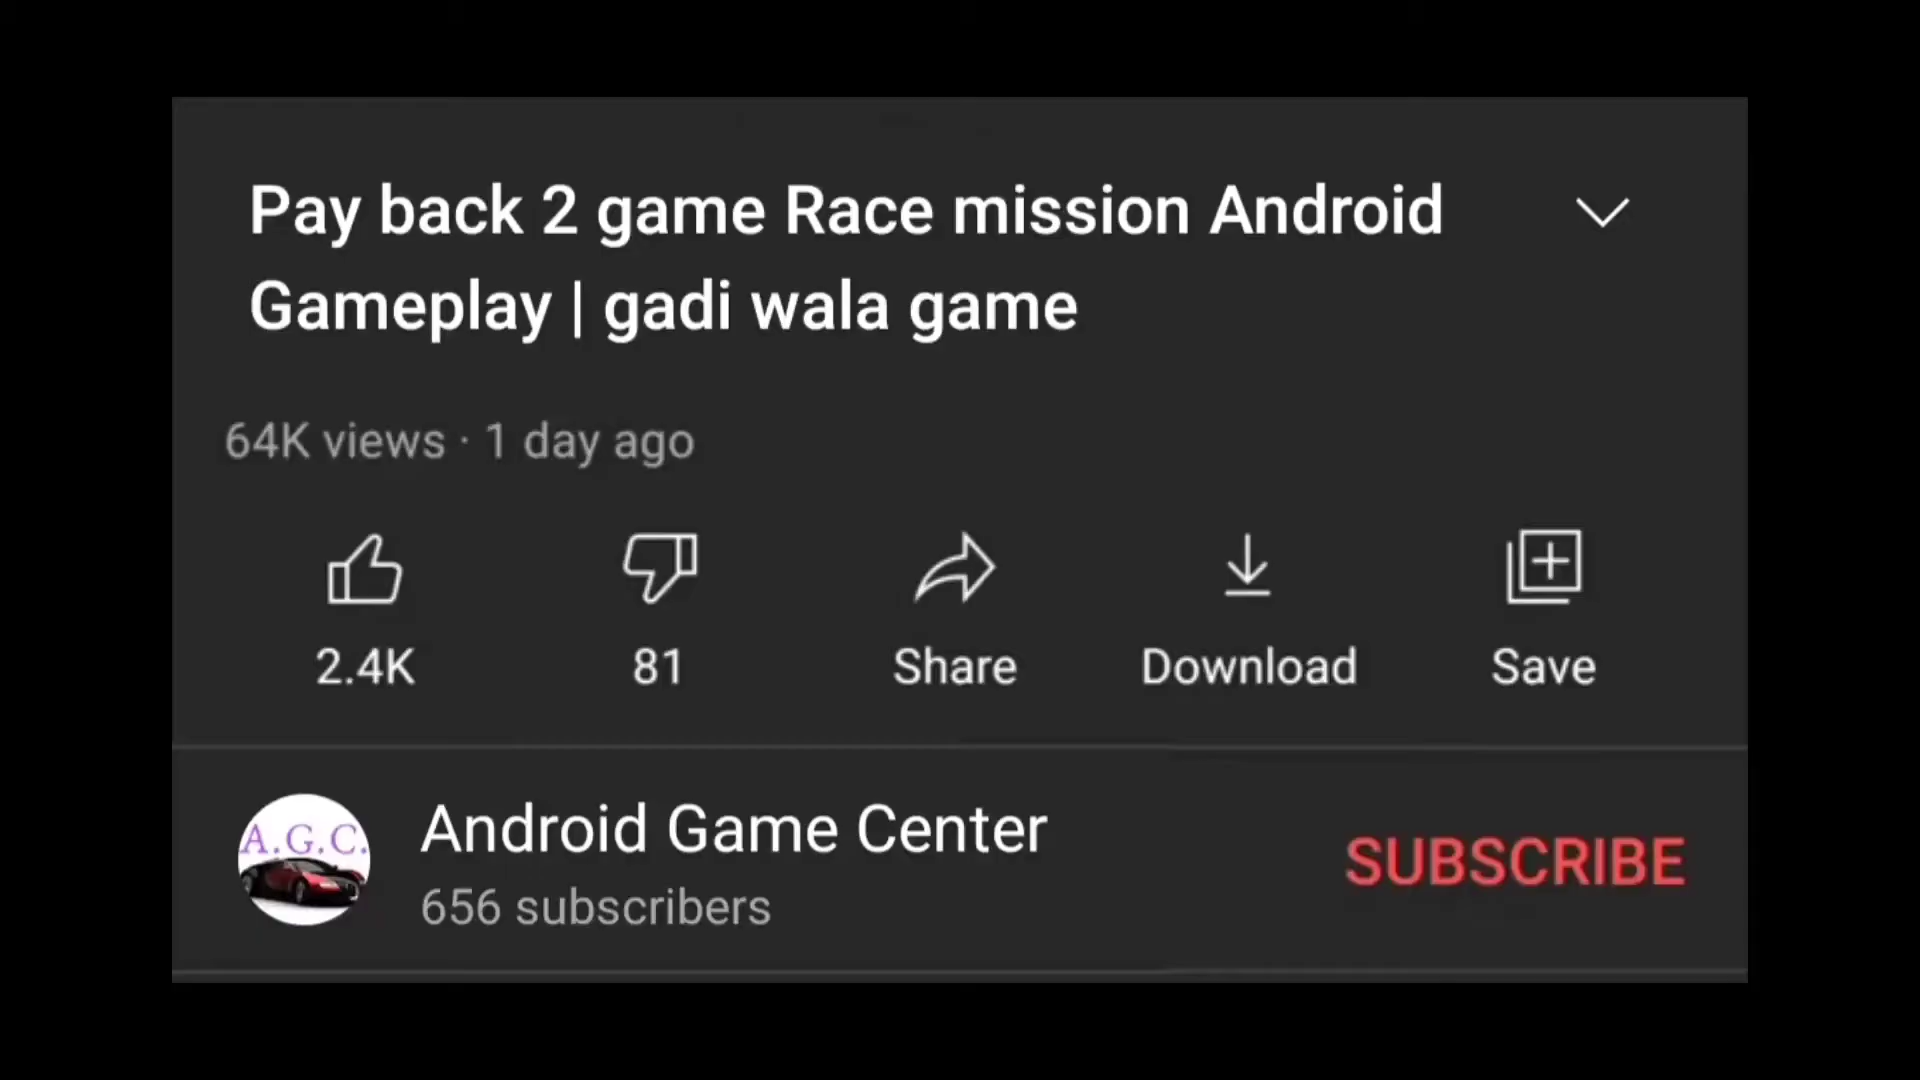 Pay back 2 game Race mission Android
Gameplay | gadi wala game
64K views · 1 day ago
2.4K 81 Share Download Save
A.G.C.
Android Game Center
656 subscribers
SUBSCRIBE